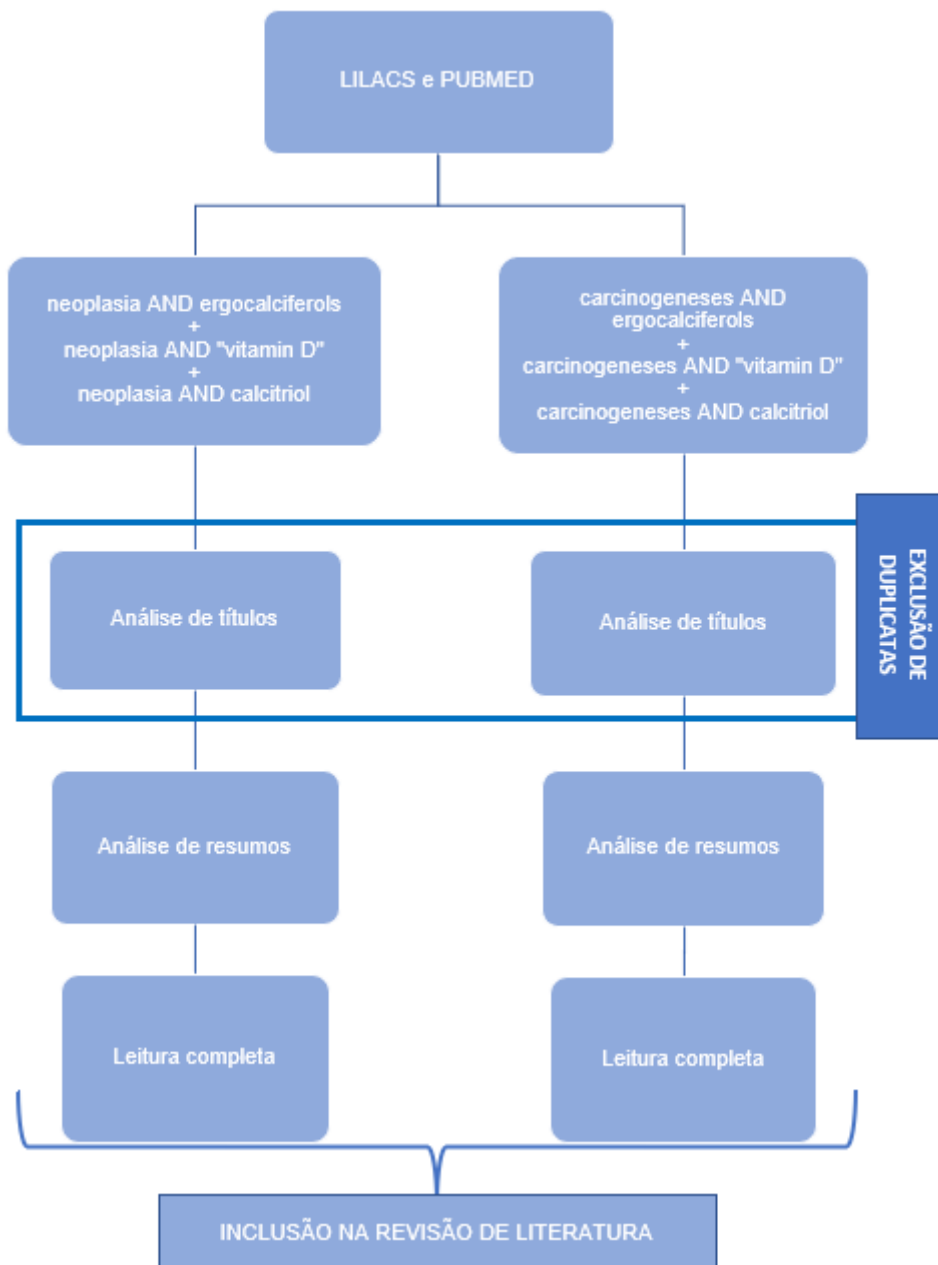 LILACS e PUBMED
neoplasia AND ergocalciferols
+
neoplasia AND "vitamin D"
+
neoplasia AND calcitriol
carcinogeneses AND
ergocalciferols
+
carcinogeneses AND "vitamin D"
+
carcinogeneses AND calcitriol
EXCLUSÃO DE
DUPLICATAS
Análise de títulos
Análise de títulos
Análise de resumos
Análise de resumos
Leitura completa
Leitura completa
INCLUSÃO NA REVISÃO DE LITERATURA